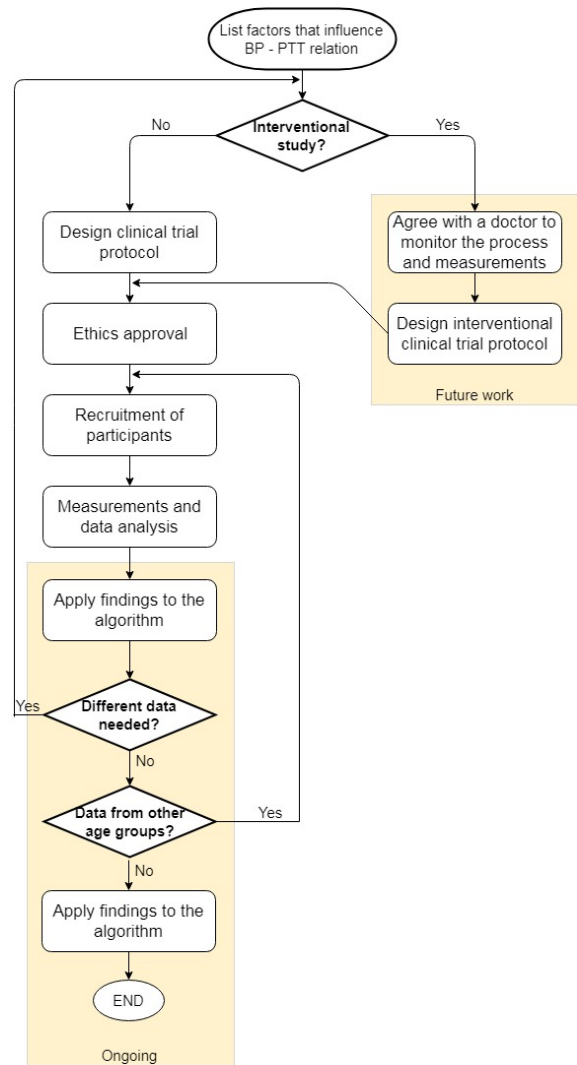 List factors that influence
BP - PTT relation
No
Interventional
study?
Yes
Design clinical trial
protocol
Agree with a doctor to
monitor the process
and measurements
Ethics approval
Design interventional
clinical trial protocol
Future work
Recruitment of
participants
Measurements and
data analysis
Apply findings to the
algorithm
Yes
Different data
needed?
No
Data from other
age groups?
Yes
No
Apply findings to the
algorithm
END
Ongoing